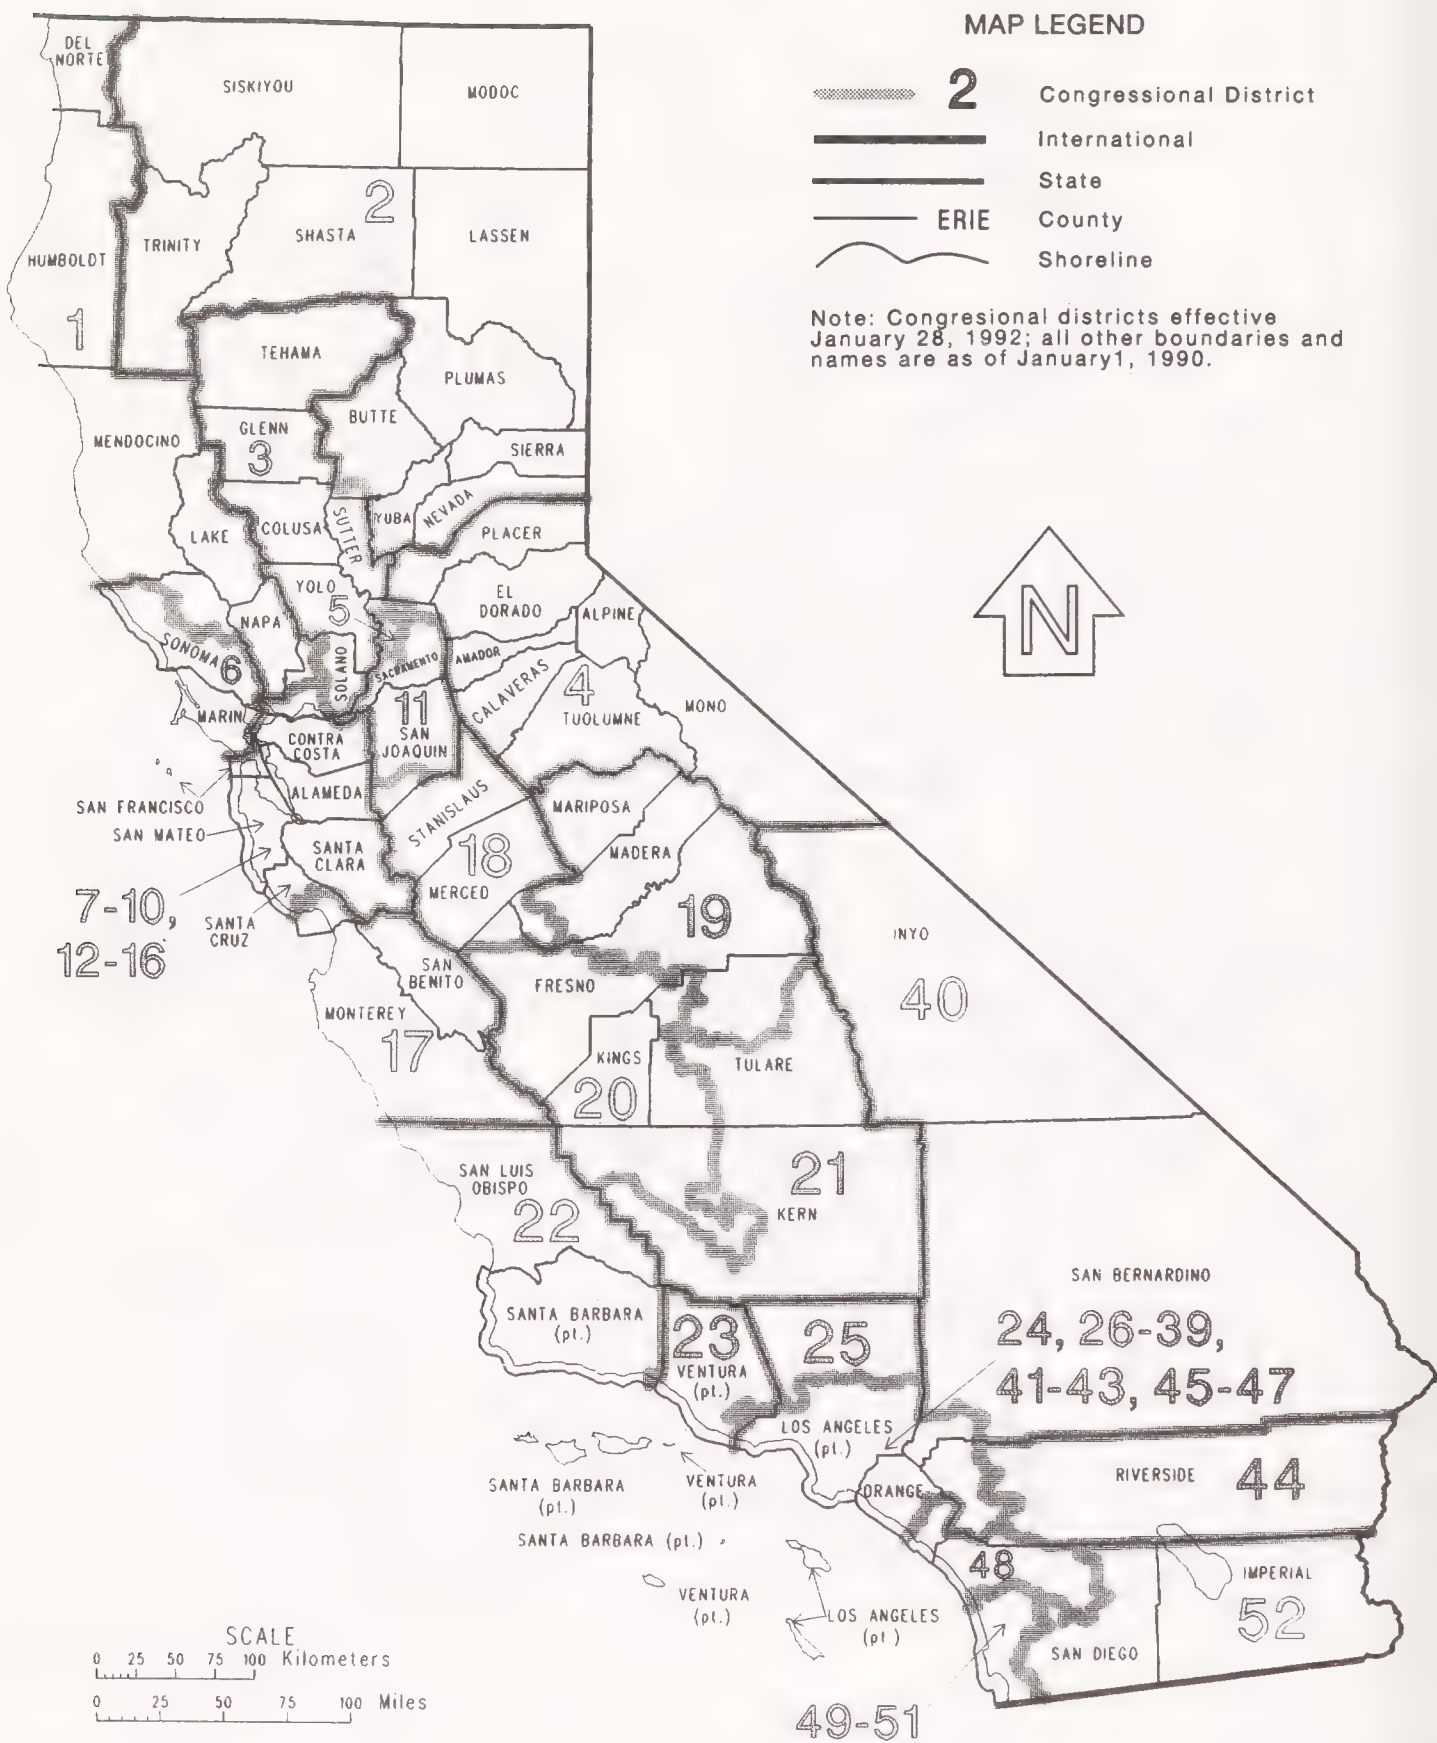 MAP LEGEND
2 Congressional District
International
State
ERIE County
Shoreline
Note: Congresional districts effective
January 28, 1992; all other boundaries and
names are as of January1, 1990.
N
DEL
NORTE
SISKIYOU
MODOC
HUMBOLDT
TRINITY
SHASTA
2
LASSEN
1
TEHAMA
PLUMAS
MENDOCINO
GLENN
3
BUTTE
SIERRA
LAKE
COLUSA
SUTTER
YUBA
NEVADA
PLACER
YOLO
5
EL
DORADO
ALPINE
NAPA
SONOMA
6
SOLANO
SACRAMENTO
AMADOR
CALAVERAS
4
TUOLUMNE
MONO
MARIN
CONTRA
COSTA
11
SAN
JOAQUIN
ALAMEDA
STANISLAUS
MARIPOSA
SAN FRANCISCO
SAN MATEO
SANTA
CLARA
18
MERCED
MADERA
7-10,
12-16
SANTA
CRUZ
19
INYO
40
SAN
BENITO
FRESNO
MONTEREY
17
KINGS
20
TULARE
SAN LUIS
OBISPO
22
21
KERN
SAN BERNARDINO
24, 26-39,
41-43, 45-47
SANTA BARBARA
(pt.)
23
VENTURA
(pt.)
25
LOS ANGELES
(pt.)
RIVERSIDE
44
ORANGE
SANTA BARBARA
(pt.)
VENTURA
(pt.)
SANTA BARBARA (pt.)
VENTURA
(pt.)
LOS ANGELES
(pt.)
48
IMPERIAL
52
SAN DIEGO
49-51
SCALE
0 25 50 75 100 Kilometers
0 25 50 75 100 Miles